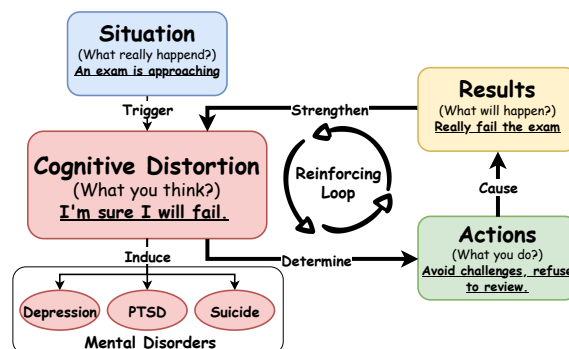 Situation
(What really happend?)
An exam is approaching
Trigger
Strengthen
Results
(What will happen?)
Really fail the exam
Cognitive Distortion
(What you think?)
I'm sure I will fail.
Reinforcing
Loop
Cause
Induce
Determine
Actions
(What you do?)
Avoid challenges, refuse
to review.
Depression
PTSD
Suicide
Mental Disorders